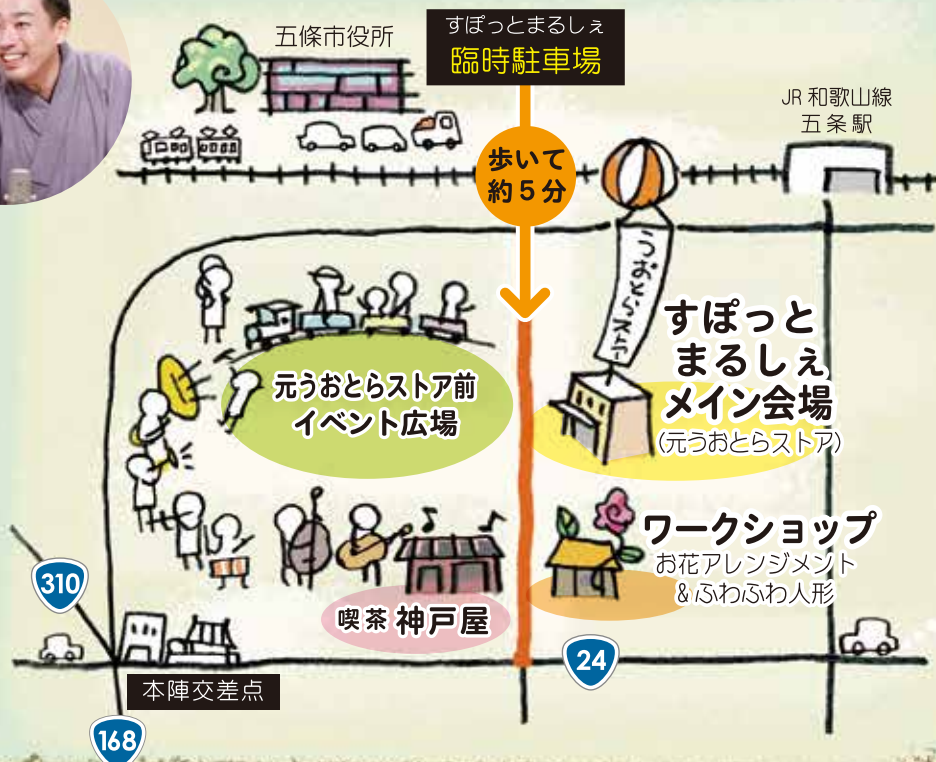 五條市役所
すぽっとまるしぇ
臨時駐車場
JR 和歌山線
五条駅
歩いて
約5分
うおとらストアー
すぽっと
まるしぇ
メイン会場
(元うおとらストア)
元うおとらストア前
イベント広場
ワークショップ
お花アレンジメント
&ふわふわ人形
喫茶 神戸屋
310
24
本陣交差点
168